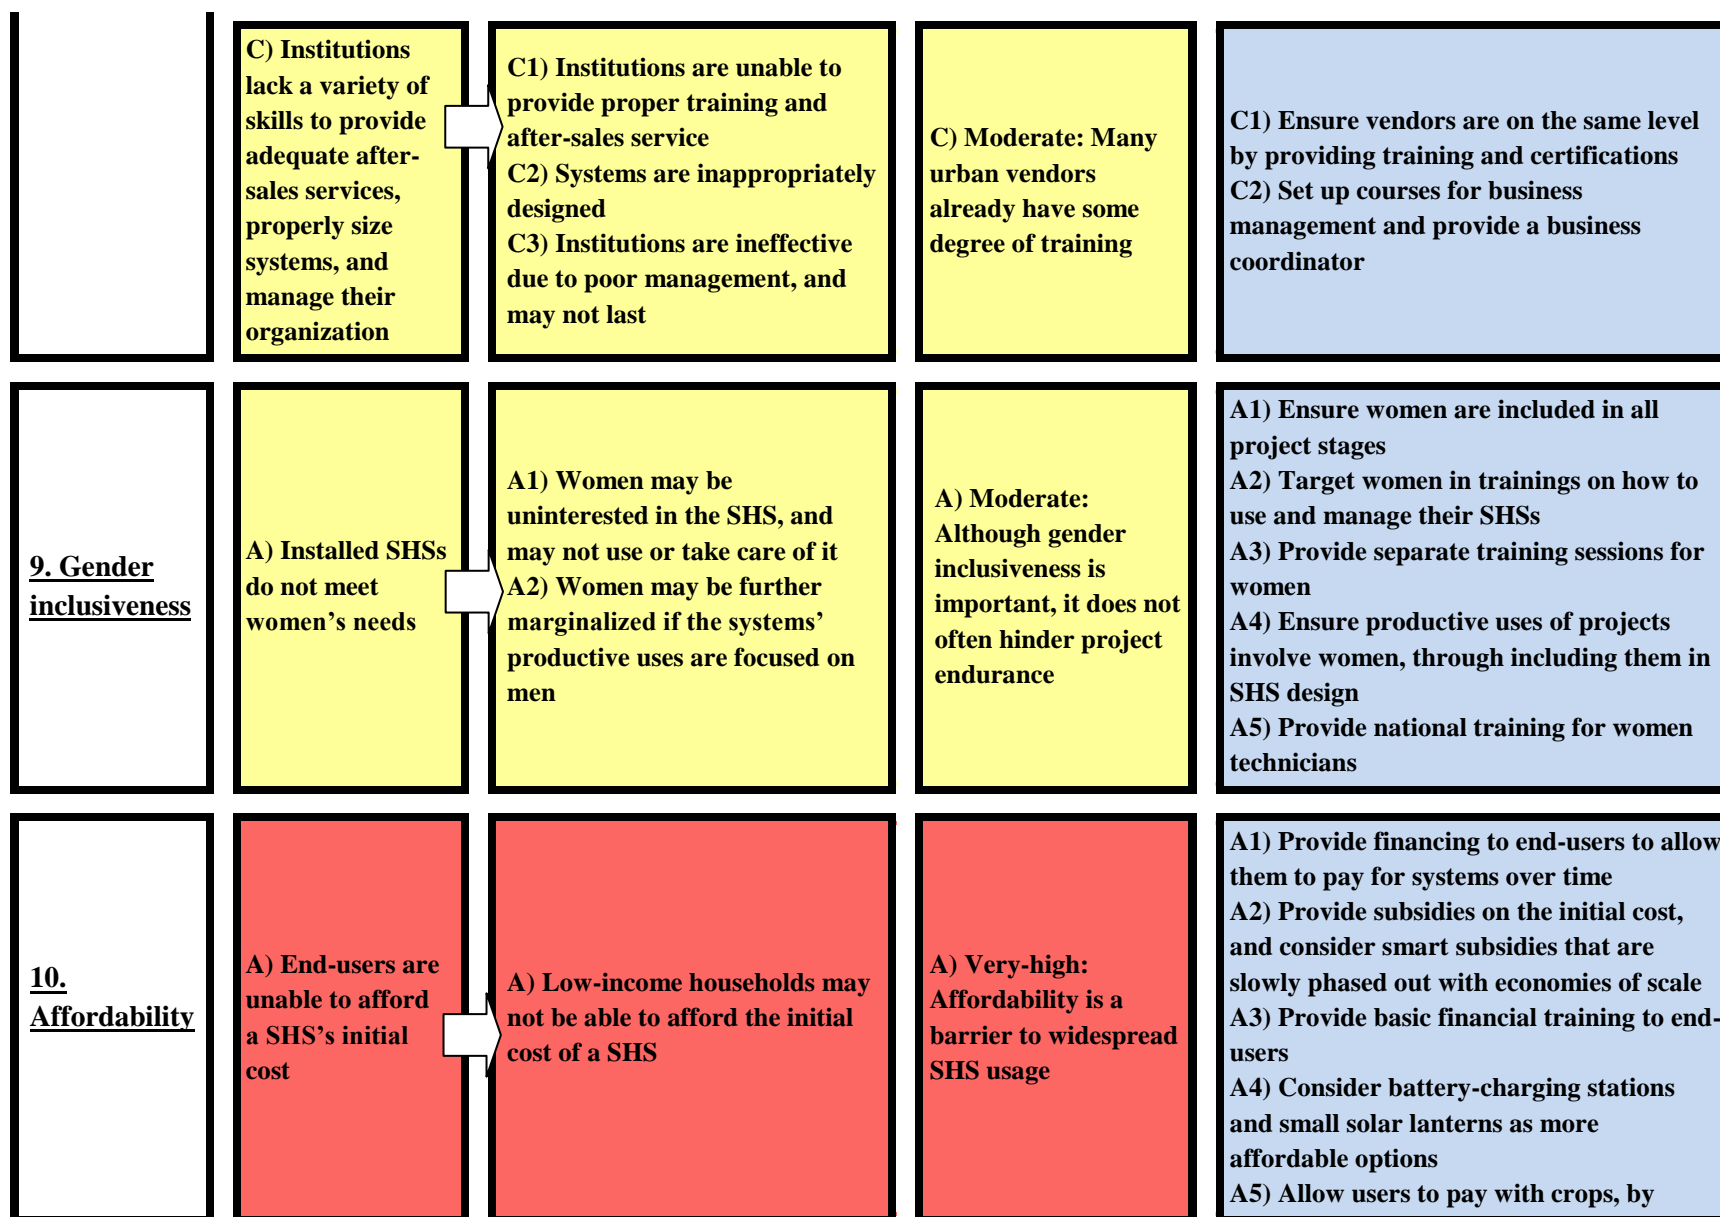 C) Institutions
lack a variety of
skills to provide
adequate after-
sales services,
properly size
systems, and
manage their
organization
C1) Institutions are unable to
provide proper training and
after-sales service
C2) Systems are inappropriately
designed
C3) Institutions are ineffective
due to poor management, and
may not last
C) Moderate: Many
urban vendors
already have some
degree of training
C1) Ensure vendors are on the same level
by providing training and certifications
C2) Set up courses for business
management and provide a business
coordinator
9. Gender
inclusiveness
A) Installed SHSs
do not meet
women’s needs
A1) Women may be
uninterested in the SHS, and
may not use or take care of it
A2) Women may be further
marginalized if the systems’
productive uses are focused on
men
A) Moderate:
Although gender
inclusiveness is
important, it does not
often hinder project
endurance
A1) Ensure women are included in all
project stages
A2) Target women in trainings on how to
use and manage their SHSs
A3) Provide separate training sessions for
women
A4) Ensure productive uses of projects
involve women, through including them in
SHS design
A5) Provide national training for women
technicians
10.
Affordability
A) End-users are
unable to afford
a SHS’s initial
cost
A) Low-income households may
not be able to afford the initial
cost of a SHS
A) Very-high:
Affordability is a
barrier to widespread
SHS usage
A1) Provide financing to end-users to allow
them to pay for systems over time
A2) Provide subsidies on the initial cost,
and consider smart subsidies that are
slowly phased out with economies of scale
A3) Provide basic financial training to end-
users
A4) Consider battery-charging stations
and small solar lanterns as more
affordable options
A5) Allow users to pay with crops, by